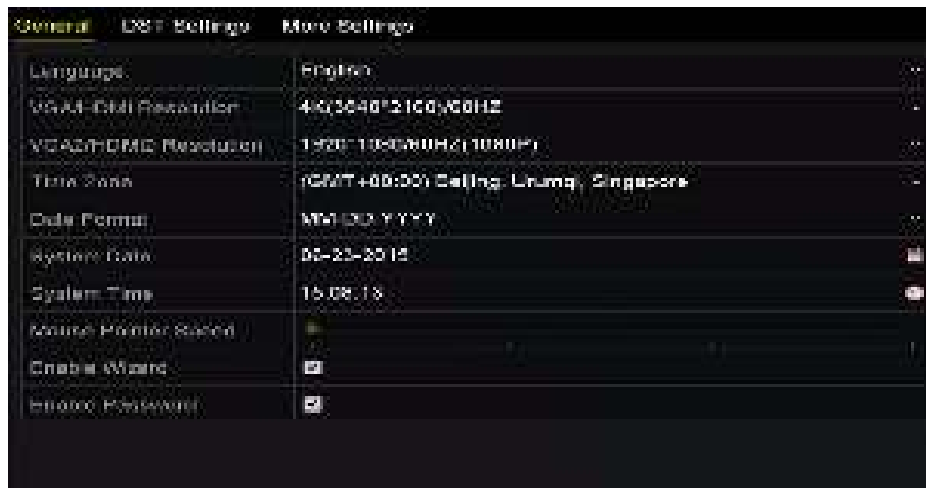 General DST Settings More Settings
Language English
VGA/HDMI Resolution 4K(3840*2160)/60HZ
VGA2/HDMI2 Resolution 1920*1080/60HZ(1080P)
Time Zone (GMT+08:00) Beijing, Urumqi, Singapore
Date Format MM-DD-YYYY
System Date
System Time
Mouse Pointer Speed
Enable Wizard
Enable Password